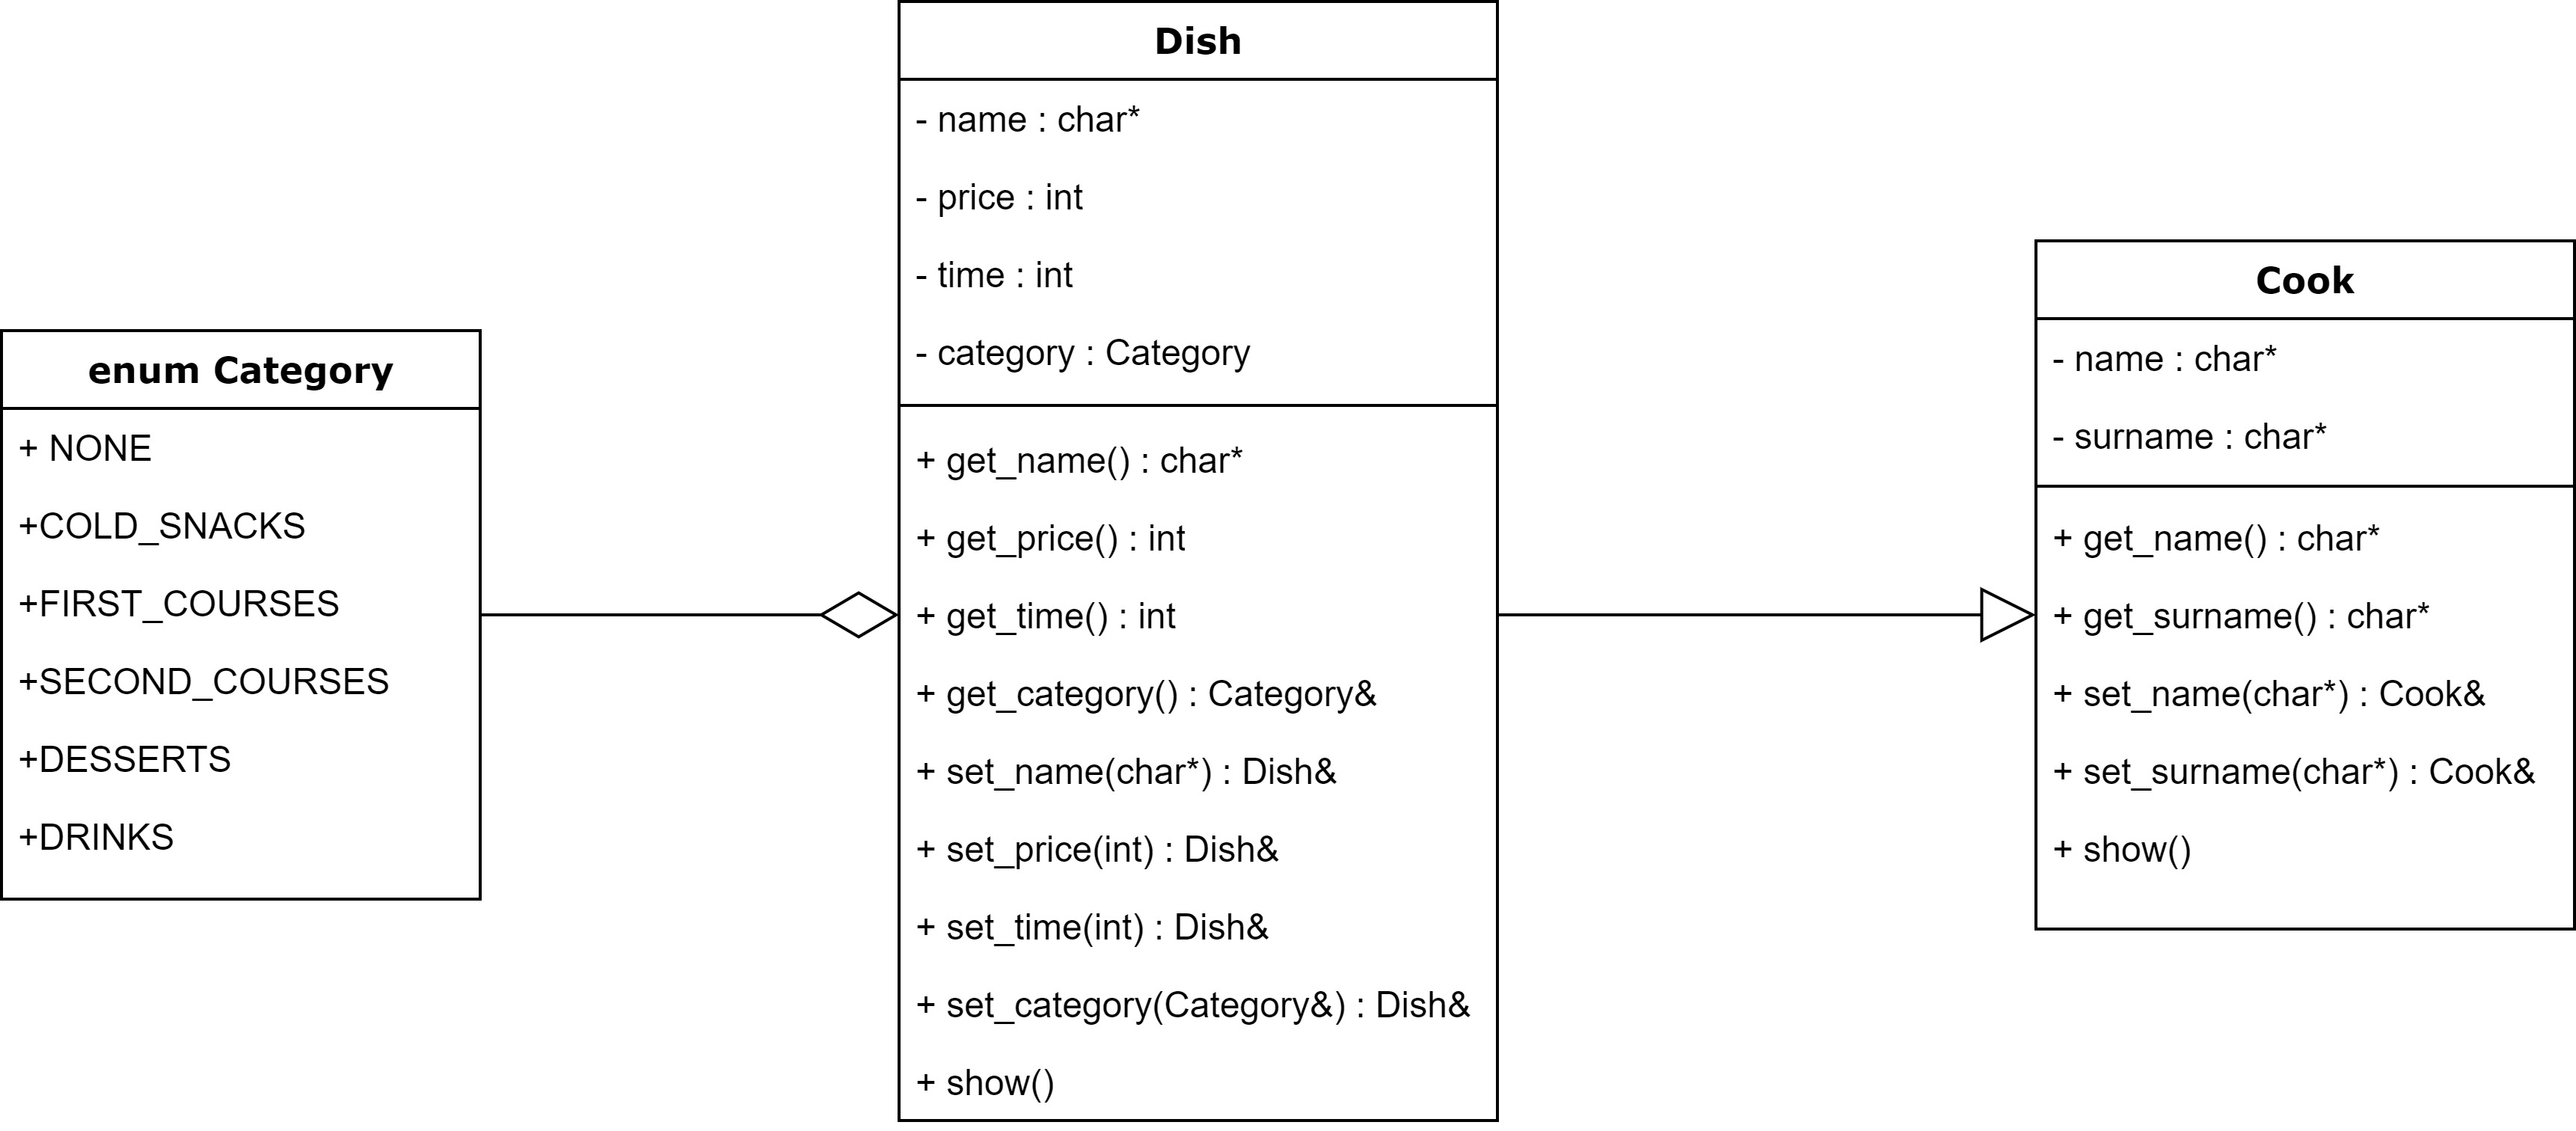 enum Category
+ NONE
+COLD_SNACKS
+FIRST_COURSES
+SECOND_COURSES
+DESSERTS
+DRINKS
Dish
- name : char*
- price : int
- time : int
- category : Category
+ get_name() : char*
+ get_price() : int
+ get_time() : int
+ get_category() : Category&
+ set_name(char*) : Dish&
+ set_price(int) : Dish&
+ set_time(int) : Dish&
+ set_category(Category&) : Dish&
+ show()
Cook
- name : char*
- surname : char*
+ get_name() : char*
+ get_surname() : char*
+ set_name(char*) : Cook&
+ set_surname(char*) : Cook&
+ show()